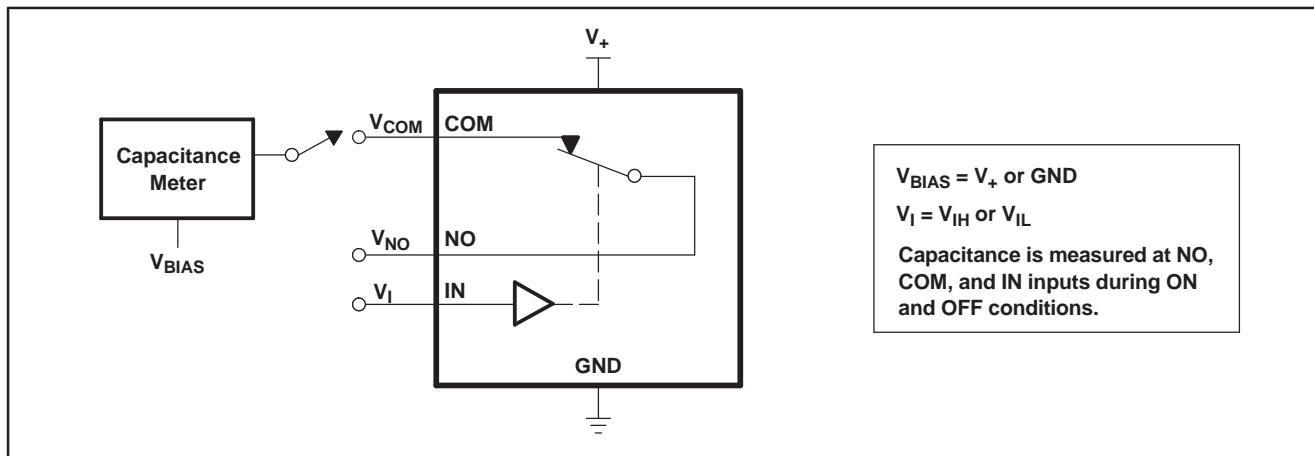 V+
Capacitance
Meter
VBIAS
VCOM
COM
VNO
NO
VI
IN
GND
VBIAS = V+ or GND
VI = VIH or VIL
Capacitance is measured at NO,
COM, and IN inputs during ON
and OFF conditions.